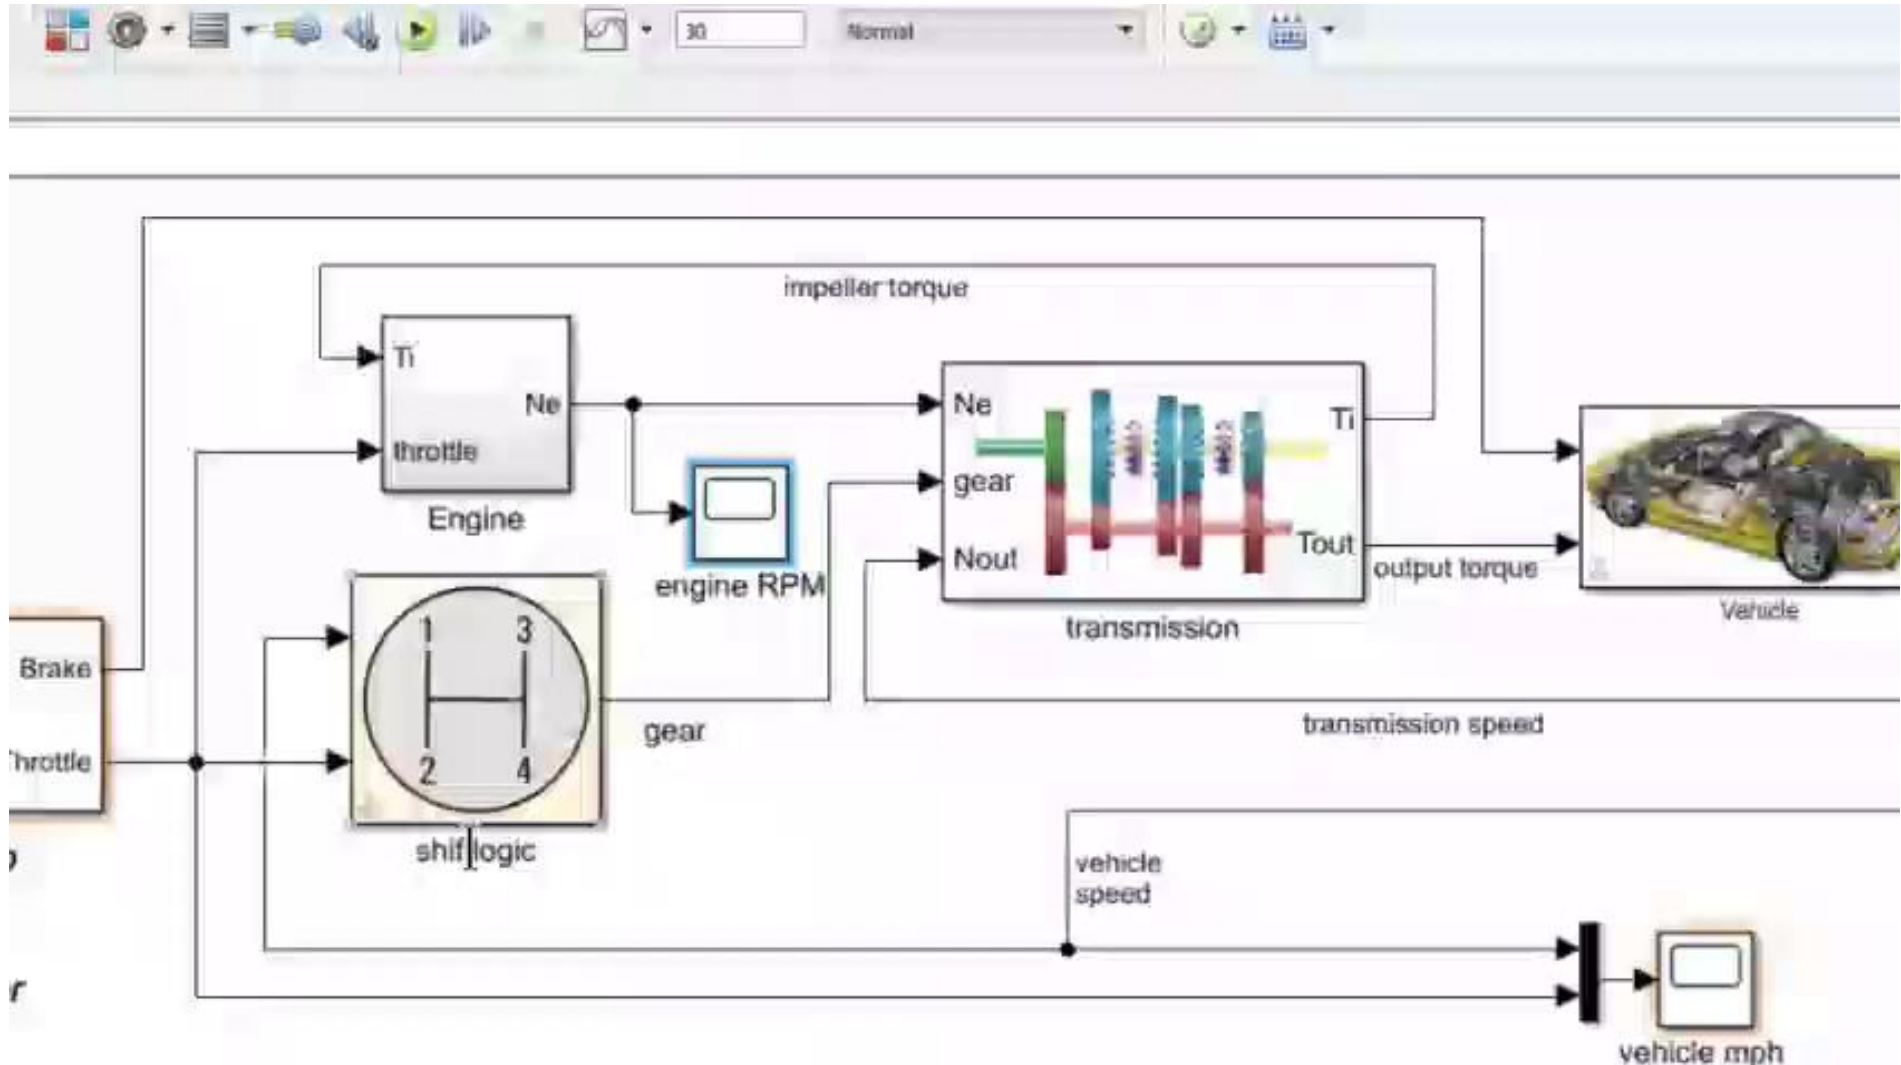 30
Normal
impeller torque
Ti
Ne
throttle
Engine
engine RPM
Ne
gear
Nout
Ti
Tout
transmission
output torque
Vehicle
Brake
hrottle
1 3
2 4
shif logic
gear
transmission speed
vehicle
speed
r
vehicle mph